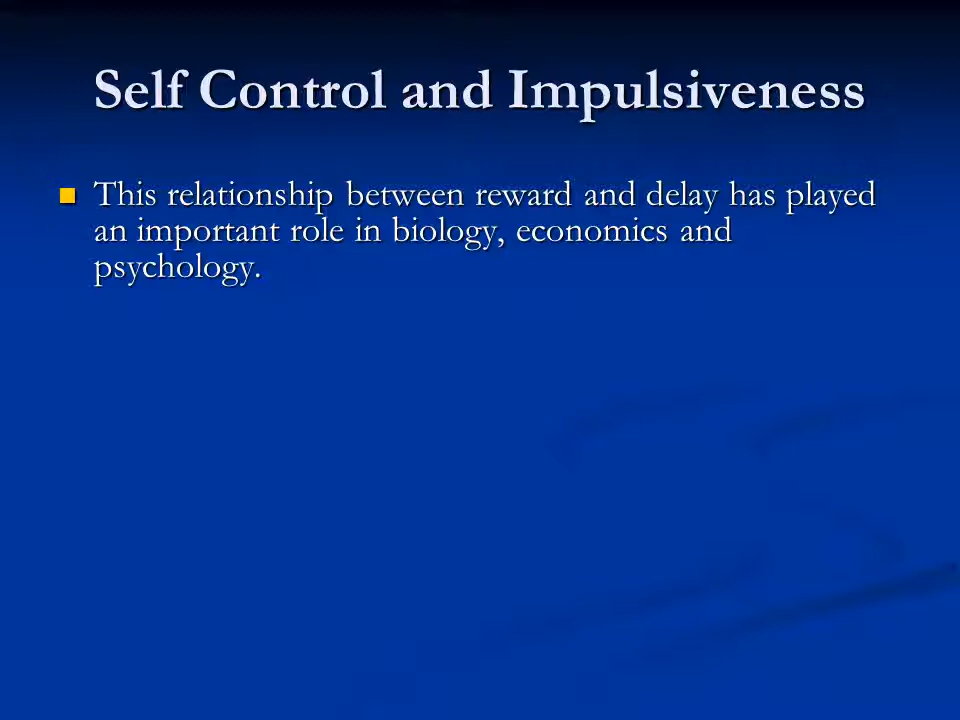 Self Control and Impulsiveness
This relationship between reward and delay has played
an important role in biology, economics and
psychology.